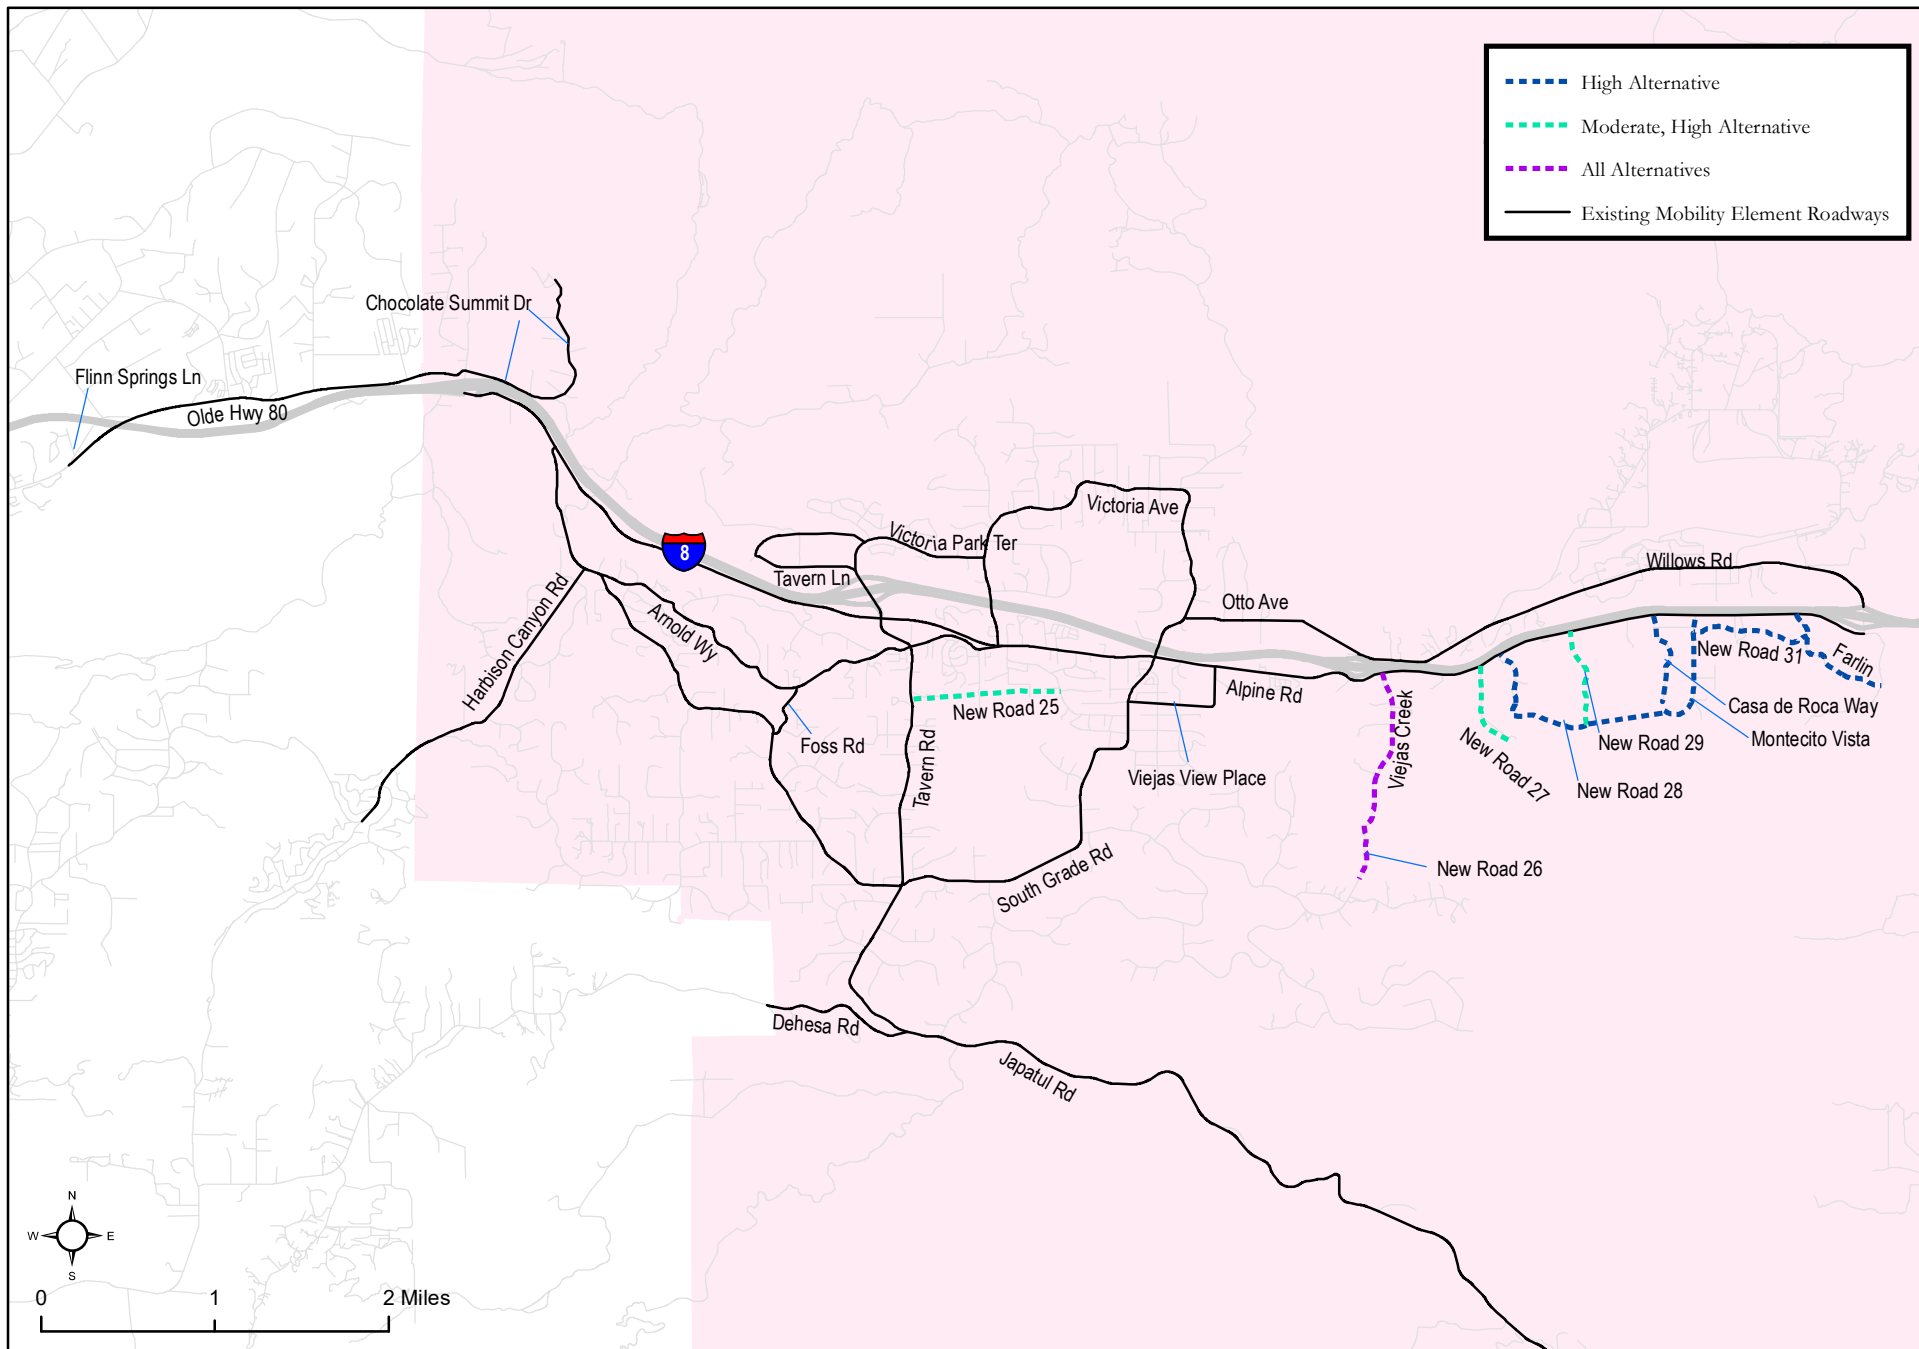 High Alternative
Moderate, High Alternative
All Alternatives
Existing Mobility Element Roadways
Chocolate Summit Dr
Flinn Springs Ln
Olde Hwy 80
Victoria Ave
Victoria Park Ter
8
Tavern Ln
Willows Rd
Otto Ave
Harbison Canyon Rd
Arnold Wy
New Road 31
Farlin
Alpine Rd
New Road 25
Casa de Roca Way
Viejas Creek
Foss Rd
Tavern Rd
New Road 29
Montecito Vista
New Road 27
Viejas View Place
New Road 28
New Road 26
South Grade Rd
Dehesa Rd
Japatul Rd
N
W
E
S
0 1 2 Miles